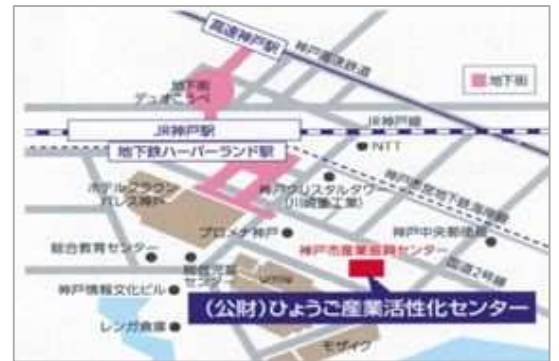 高速神戸駅
神戸高速鉄道
地下街
デュオこうべ
地下街
JR神戸駅
JR神戸線
地下鉄ハーバーランド駅
NTT
ホテルクラウン
パレス神戸
神戸クリスタルタワー
(川崎重工業)
神戸市営地下鉄海岸線
プロメナ神戸
神戸中央郵便局
総合教育センター
神戸市産業振興センター
国道2号線
センター
umie
神戸情報文化ビル
(公財)ひょうご産業活性化センター
レンガ倉庫
モザイク